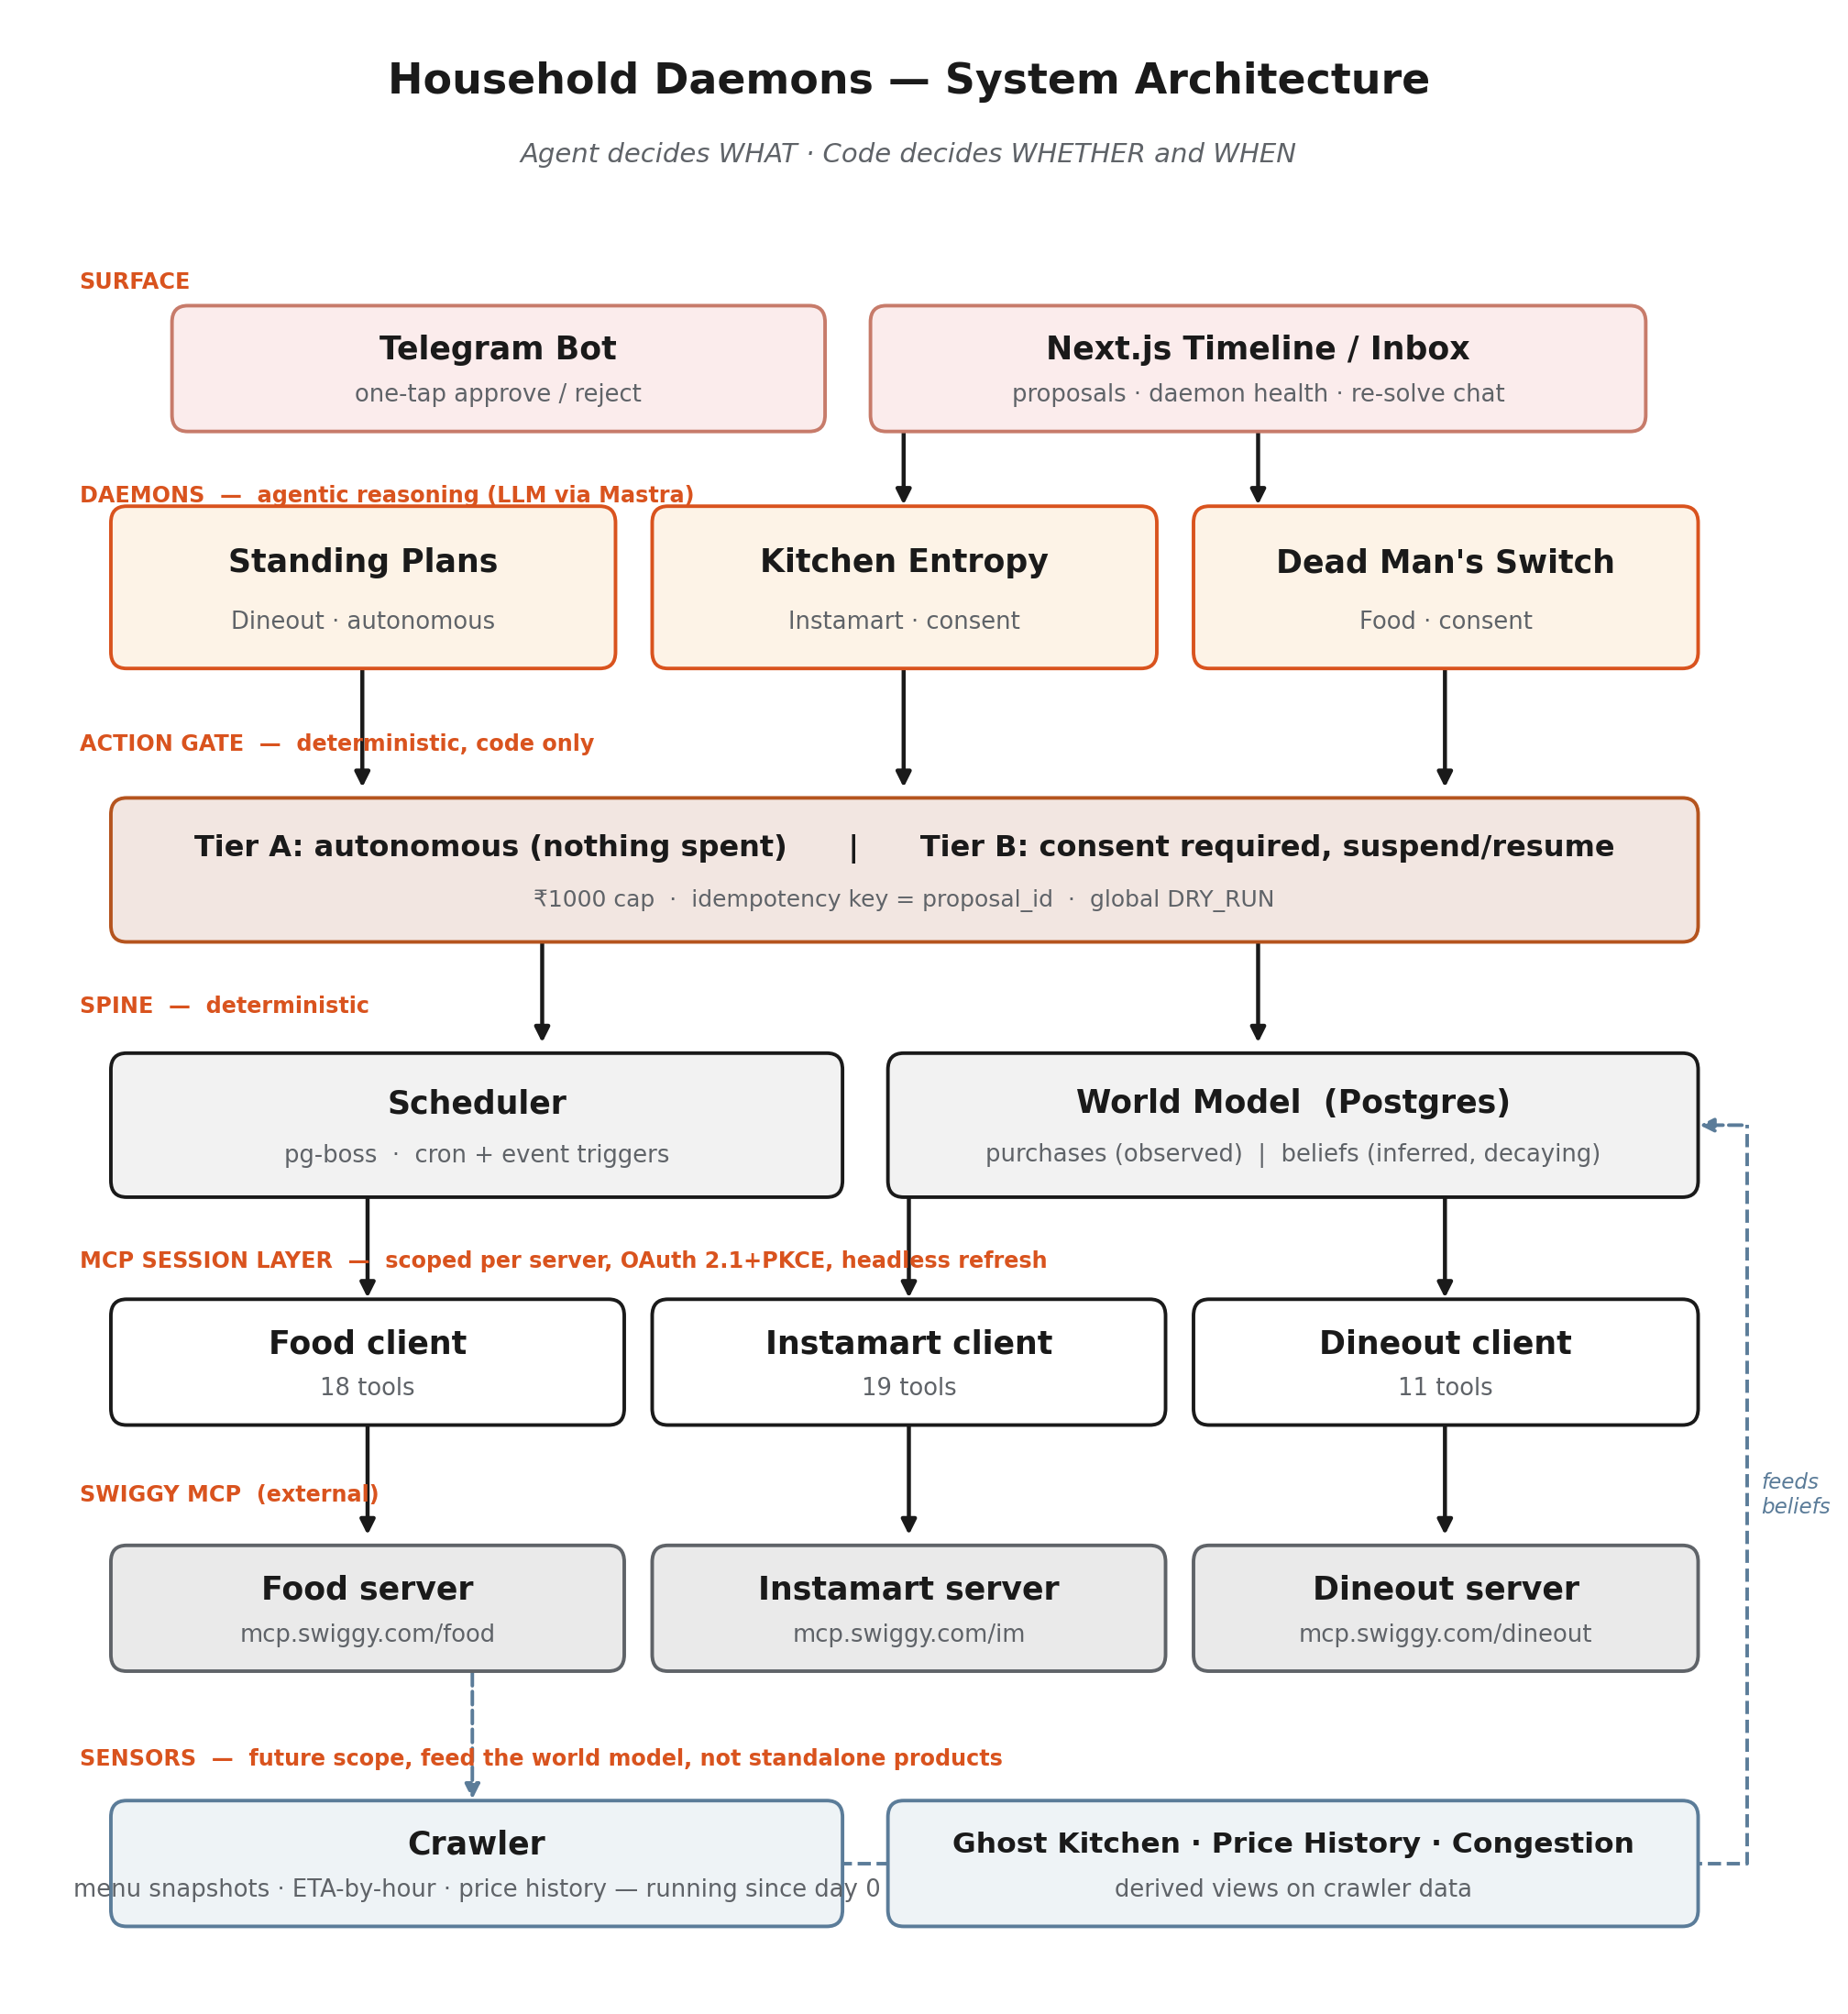 Household Daemons — System Architecture
Agent decides WHAT · Code decides WHETHER and WHEN
SURFACE
Telegram Bot
one-tap approve / reject
Next.js Timeline / Inbox
proposals · daemon health · re-solve chat
DAEMONS — agentic reasoning (LLM via Mastra)
Standing Plans
Dineout · autonomous
Kitchen Entropy
Instamart · consent
Dead Man's Switch
Food · consent
ACTION GATE — deterministic, code only
Tier A: autonomous (nothing spent) | Tier B: consent required, suspend/resume
₹1000 cap · idempotency key = proposal_id · global DRY_RUN
SPINE — deterministic
Scheduler
pg-boss · cron + event triggers
World Model (Postgres)
purchases (observed) | beliefs (inferred, decaying)
MCP SESSION LAYER — scoped per server, OAuth 2.1+PKCE, headless refresh
Food client
18 tools
Instamart client
19 tools
Dineout client
11 tools
feeds
beliefs
SWIGGY MCP (external)
Food server
mcp.swiggy.com/food
Instamart server
mcp.swiggy.com/im
Dineout server
mcp.swiggy.com/dineout
SENSORS — future scope, feed the world model, not standalone products
Crawler
menu snapshots · ETA-by-hour · price history — running since day 0
Ghost Kitchen · Price History · Congestion
derived views on crawler data